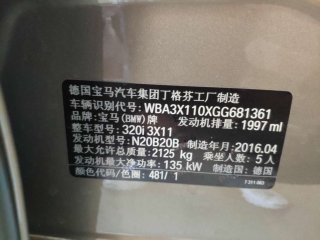 德国宝马汽车集团丁格芬工厂制造
车辆识别代号: WBA3X110XGG681361
品牌: 宝马(BMW)牌 发动机排量: 1997 ml
整车型号: 320i 3X11
发动机型号: N20B20B 制造年月: 2016.04
最大允许总质量: 2125 kg 乘坐人数: 5人
发动机最大净功率: 135 kW 制造国: 德国
颜色代码/色圈: 481/ 1